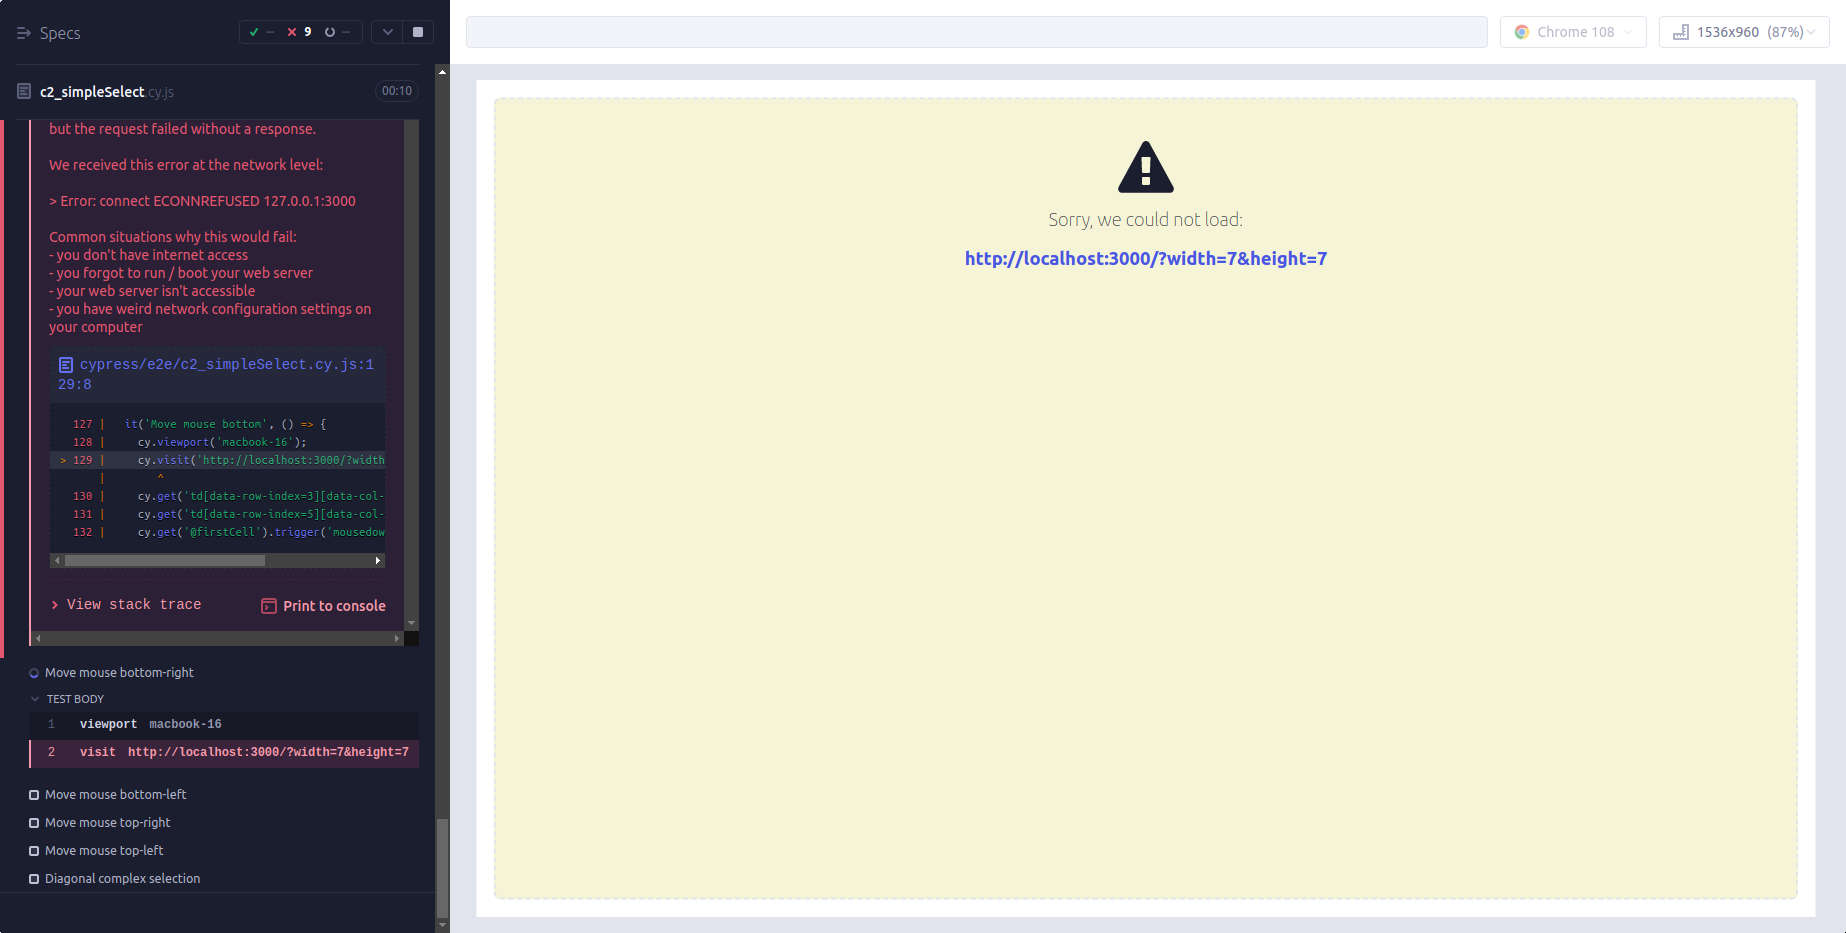 Specs
-- 9 --
c2_simpleSelect.cy.js 00:10
but the request failed without a response.
We received this error at the network level:
> Error: connect ECONNREFUSED 127.0.0.1:3000
Common situations why this would fail:
- you don't have internet access
- you forgot to run / boot your web server
- your web server isn't accessible
- you have weird network configuration settings on
your computer
cypress/e2e/c2_simpleSelect.cy.js:1
29:8
127 | it('Move mouse bottom', () => {
128 | cy.viewport('macbook-16');
> 129 | cy.visit('http://localhost:3000/?width
| ^
130 | cy.get('td[data-row-index=3][data-col-
131 | cy.get('td[data-row-index=5][data-col-
132 | cy.get('@firstCell').trigger('mousedow
View stack trace Print to console
Move mouse bottom-right
TEST BODY
1 viewport macbook-16
2 visit http://localhost:3000/?width=7&height=7
Move mouse bottom-left
Move mouse top-right
Move mouse top-left
Diagonal complex selection
Chrome 108
1536x960 (87%)
Sorry, we could not load:
http://localhost:3000/?width=7&height=7